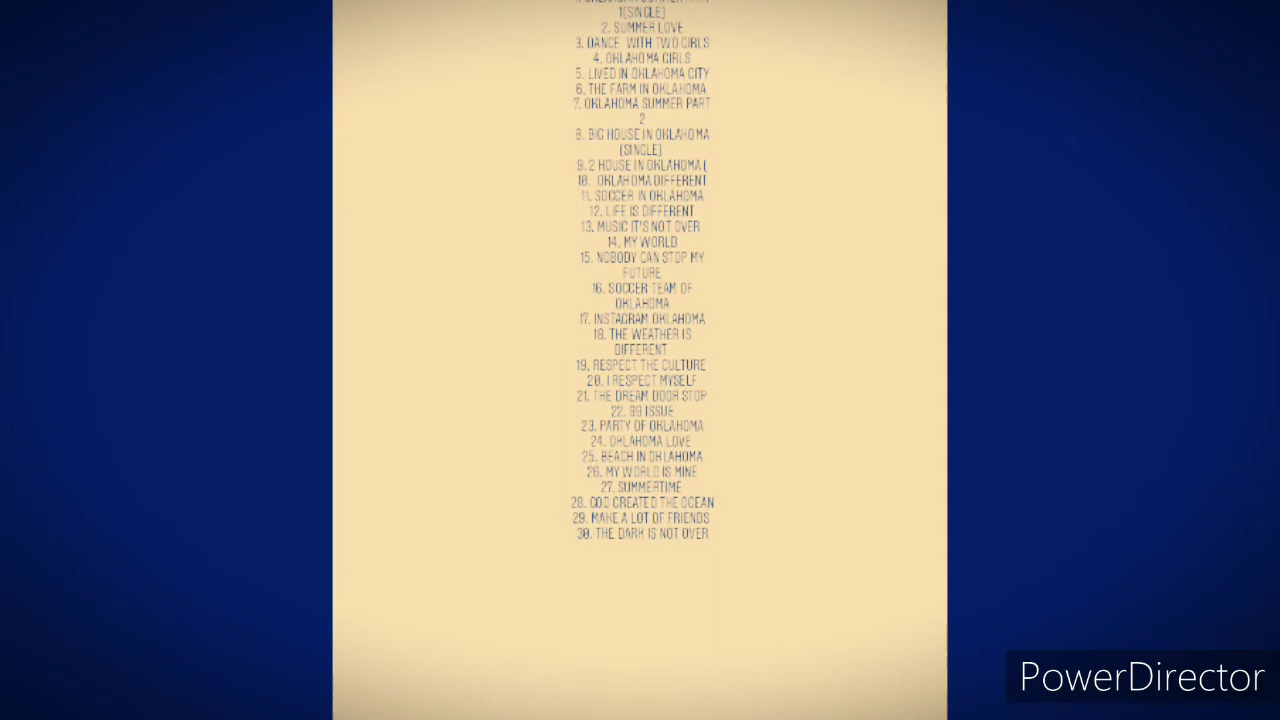 1(SINGLE)
2. SUMMER LOVE
3. DANCE WITH TWO GIRLS
4. OKLAHOMA GIRLS
5. LIVED IN OKLAHOMA CITY
6. THE FARM IN OKLAHOMA
7. OKLAHOMA SUMMER PART
2
8. BIG HOUSE IN OKLAHOMA
(SINGLE)
9. 2 HOUSE IN OKLAHOMA (
10. OKLAHOMA DIFFERENT
11. SOCCER IN OKLAHOMA
12. LIFE IS DIFFERENT
13. MUSIC IT'S NOT OVER
14. MY WORLD
15. NOBODY CAN STOP MY
FUTURE
16. SOCCER TEAM OF
OKLAHOMA
17. INSTAGRAM OKLAHOMA
18. THE WEATHER IS
DIFFERENT
19. RESPECT THE CULTURE
20. I RESPECT MYSELF
21. THE DREAM DOOR STOP
22. 99 ISSUE
23. PARTY OF OKLAHOMA
24. OKLAHOMA LOVE
25. BEACH IN OKLAHOMA
26. MY WORLD IS MINE
27. SUMMERTIME
28. GOD CREATED THE OCEAN
29. MAKE A LOT OF FRIENDS
30. THE DARK IS NOT OVER
PowerDirector